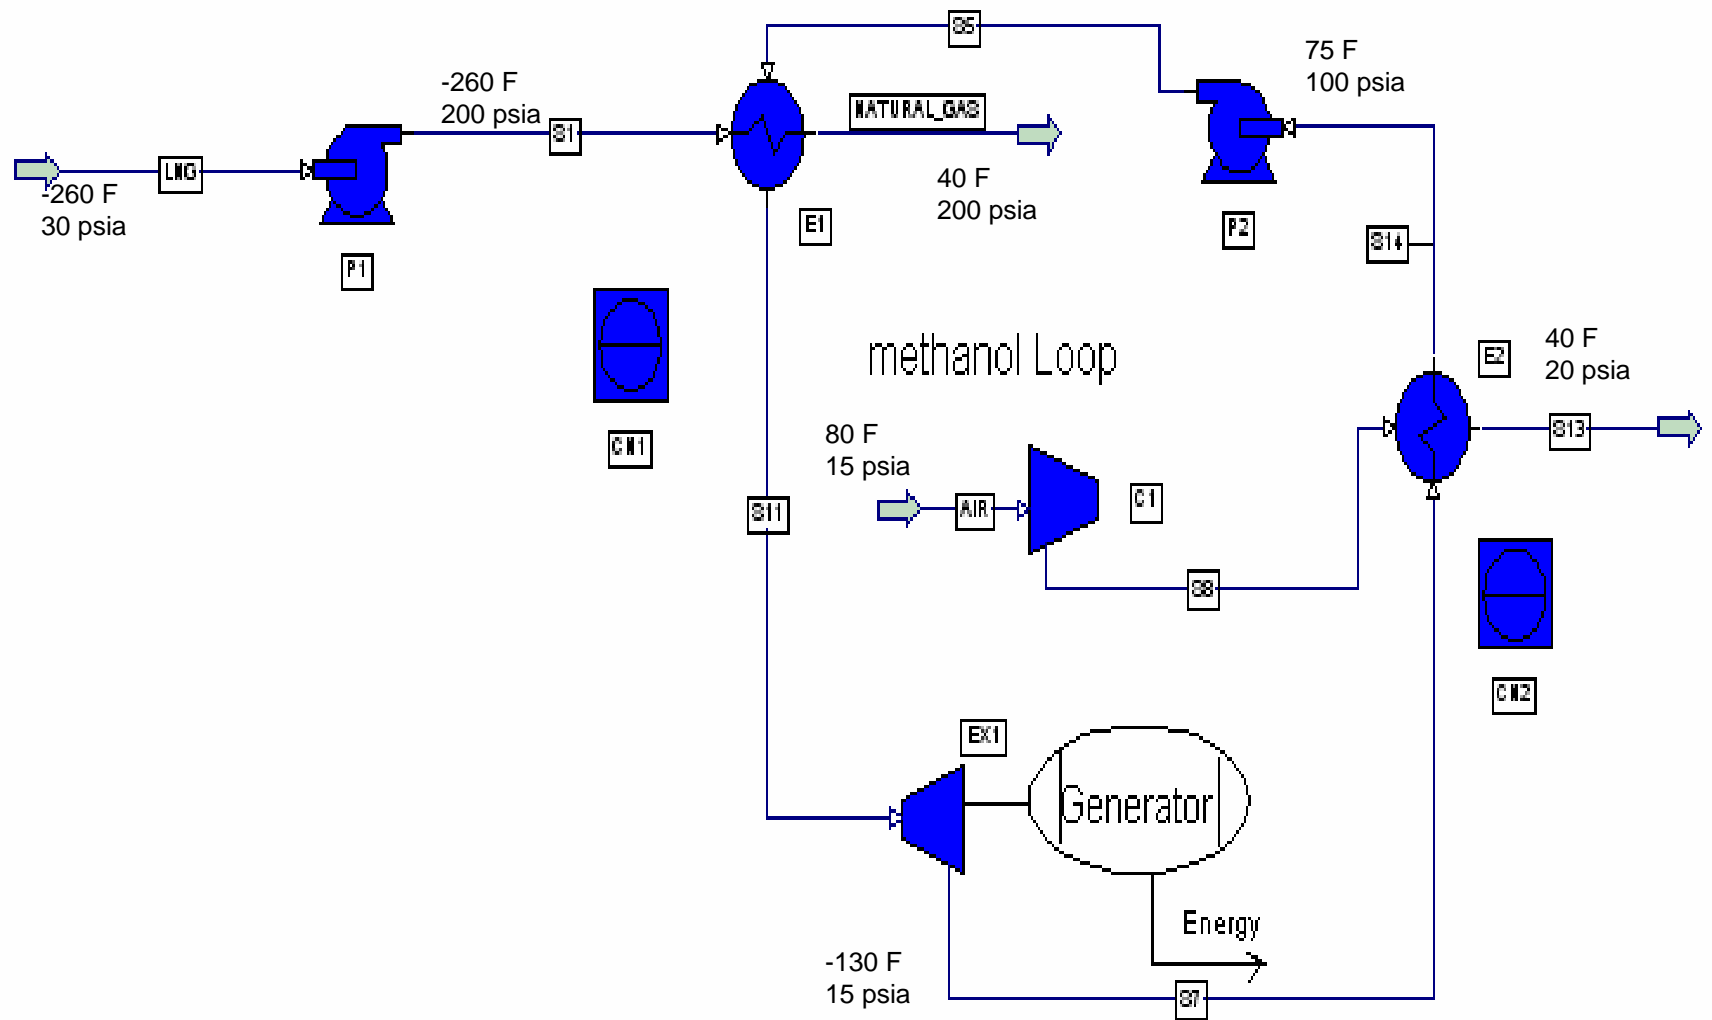 S5
75 F
100 psia
-260 F
200 psia
NATURAL_GAS
S1
LNG
-260 F
30 psia
40 F
200 psia
E1
P2
S14
P1
methanol Loop
E2
40 F
20 psia
CN1
80 F
15 psia
S13
AIR
C1
S11
S8
CN2
EX1
Generator
Energy
-130 F
15 psia
S7